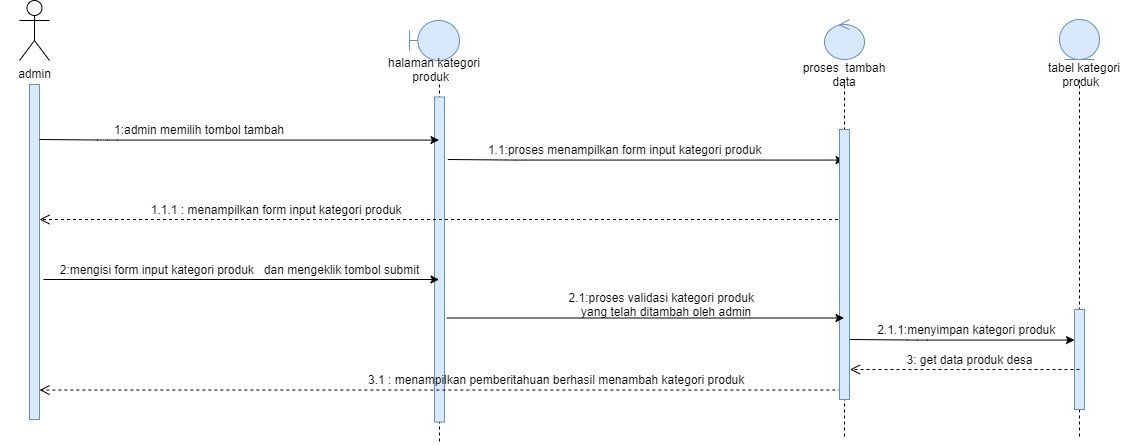 admin
halaman kategori
produk
proses tambah
data
tabel kategori
produk
1:admin memilih tombol tambah
1.1:proses menampilkan form input kategori produk
1.1.1 : menampilkan form input kategori produk
2:mengisi form input kategori produk dan mengeklik tombol submit
2.1:proses validasi kategori produk
yang telah ditambah oleh admin
2.1.1:menyimpan kategori produk
3: get data produk desa
3.1 : menampilkan pemberitahuan berhasil menambah kategori produk